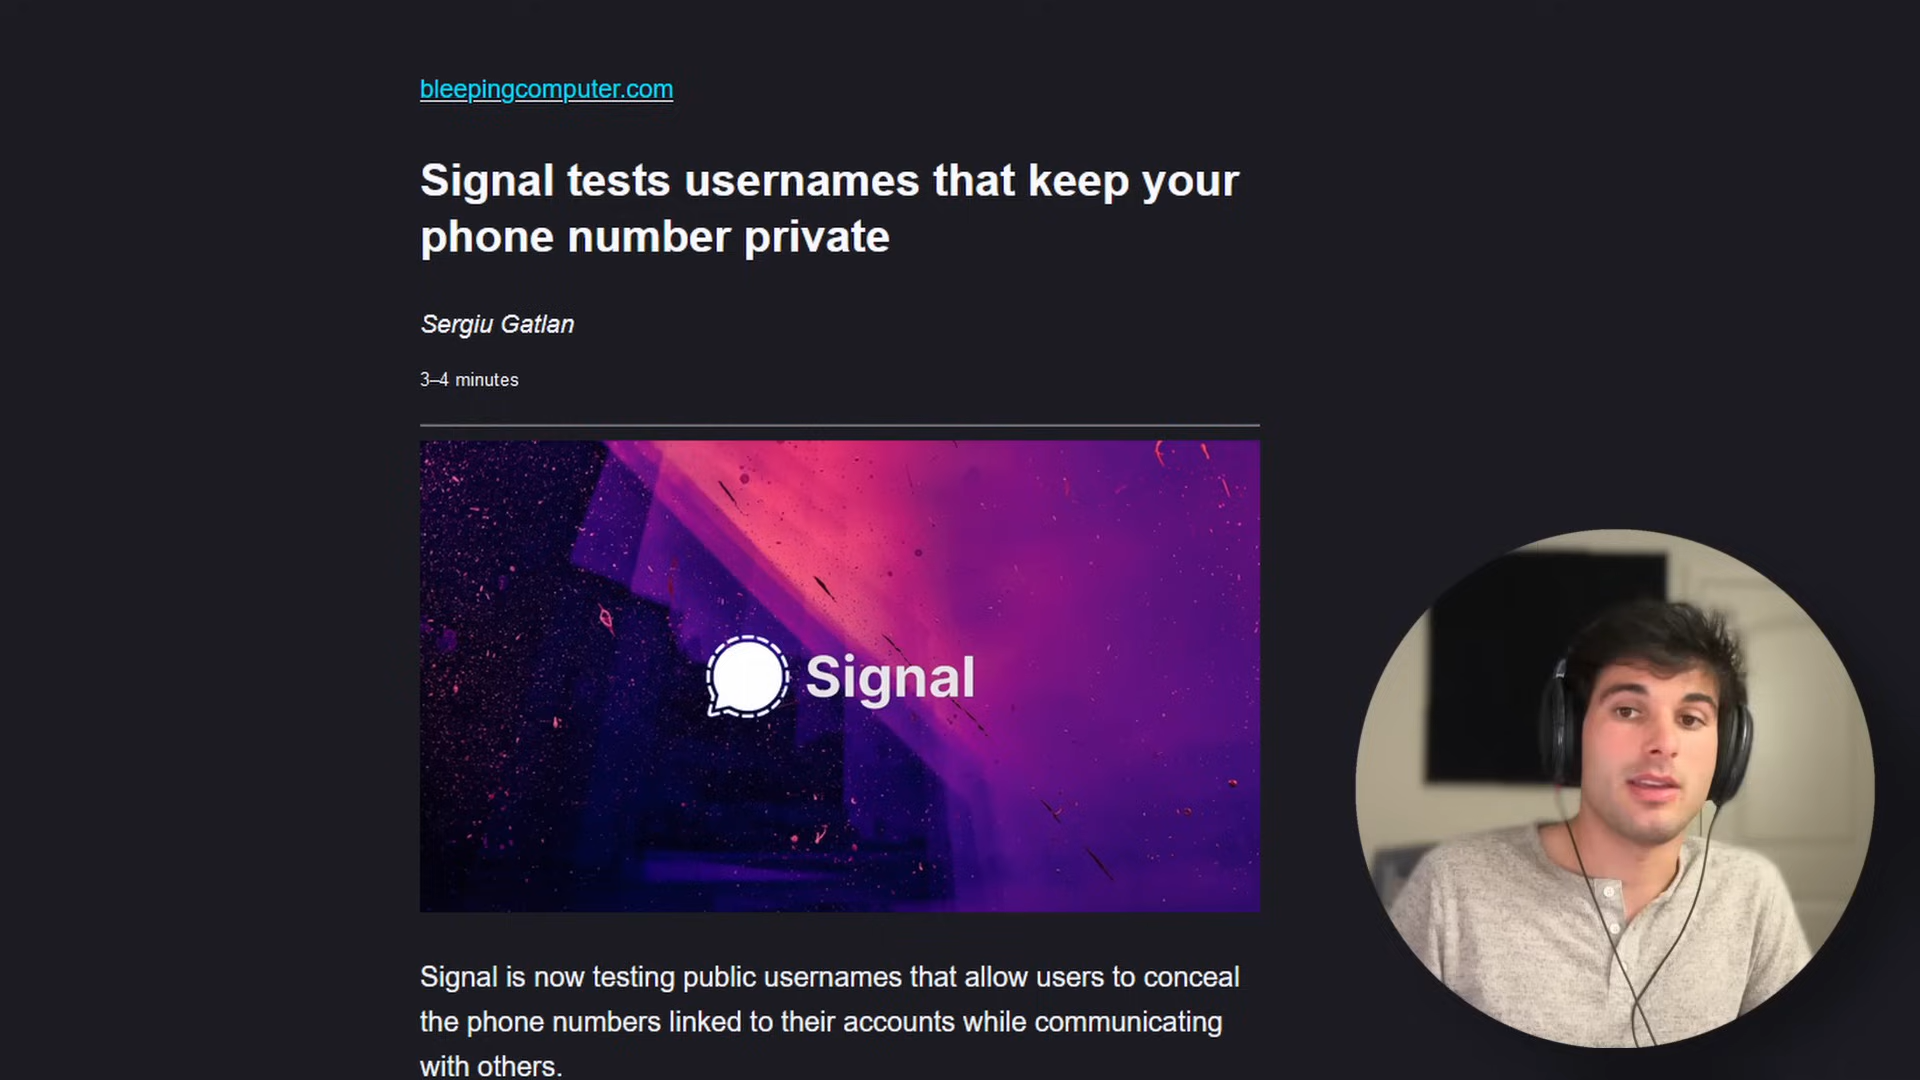 bleepingcomputer.com
Signal tests usernames that keep your
phone number private
Sergiu Gatlan
3–4 minutes
Signal
Signal is now testing public usernames that allow users to conceal
the phone numbers linked to their accounts while communicating
with others.